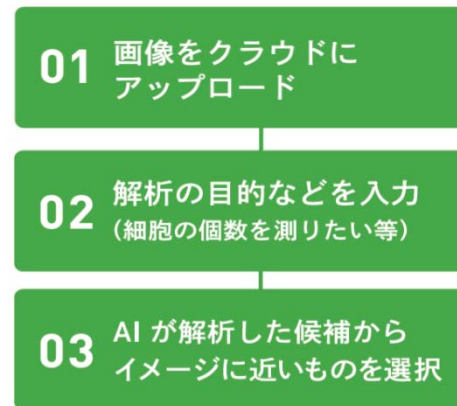 01 画像をクラウドに
アップロード
02 解析の目的などを入力
(細胞の個数を測りたい等)
03 AI が解析した候補から
イメージに近いものを選択